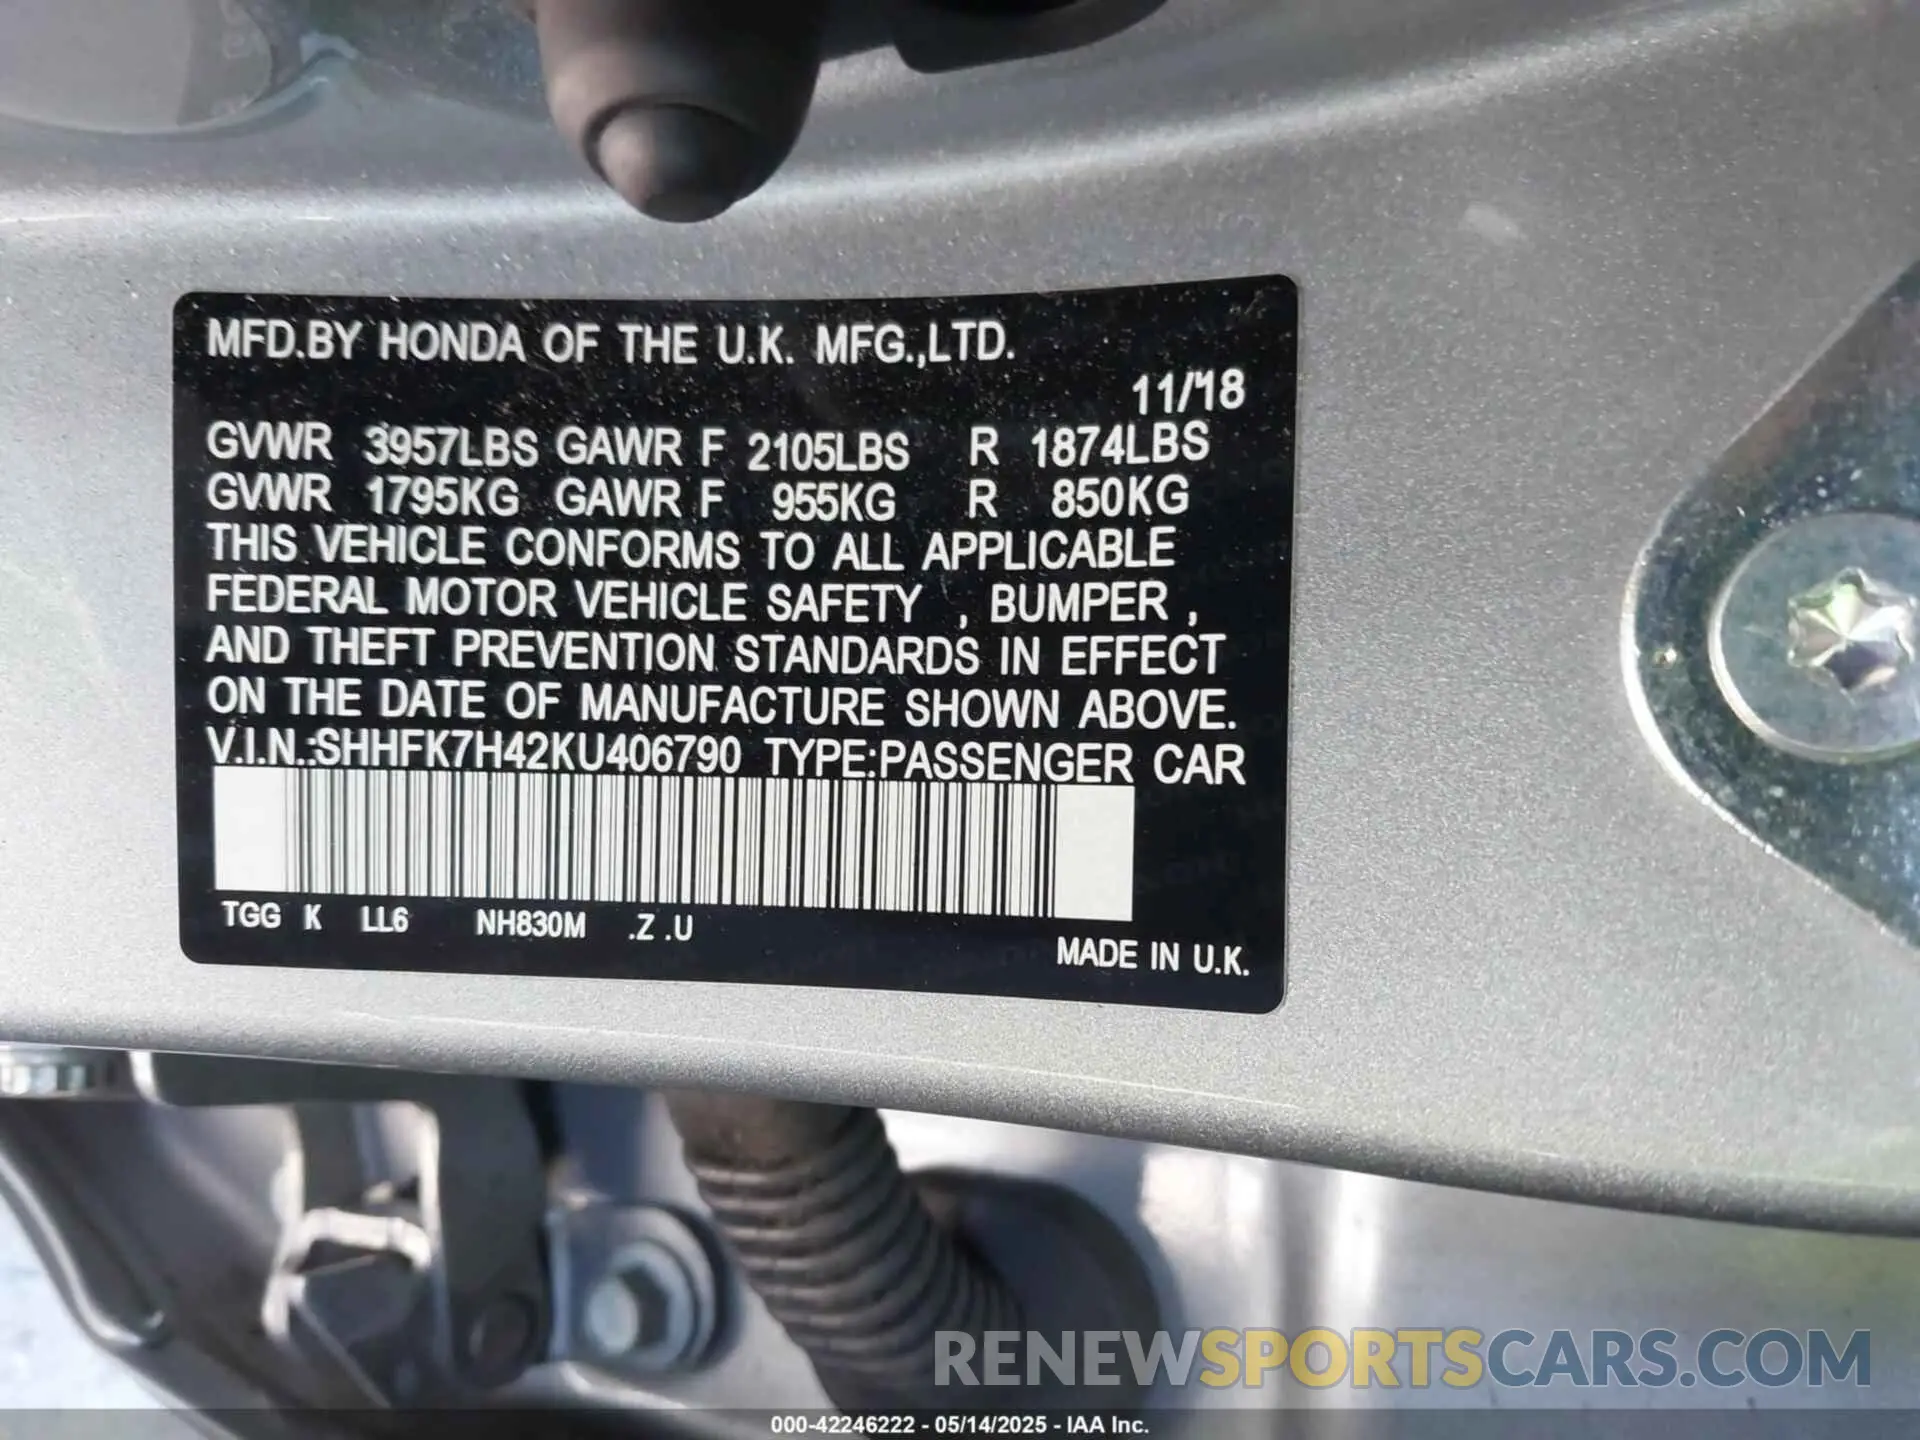 MFD.BY HONDA OF THE U.K. MFG.,LTD.
11/18
GVWR 3957LBS GAWR F 2105LBS R 1874LBS
GVWR 1795KG GAWR F 955KG R 850KG
THIS VEHICLE CONFORMS TO ALL APPLICABLE
FEDERAL MOTOR VEHICLE SAFETY , BUMPER ,
AND THEFT PREVENTION STANDARDS IN EFFECT
ON THE DATE OF MANUFACTURE SHOWN ABOVE.
V.I.N.:SHHFK7H42KU406790 TYPE:PASSENGER CAR
TGG K LL6 NH830M .Z .U
MADE IN U.K.
RENEWSPORTSCARS.COM
000-42246222 - 05/14/2025 - IAA Inc.